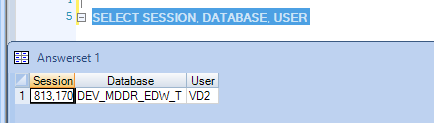 5 SELECT SESSION, DATABASE, USER
Answerset 1
Session Database User
1 813,170 DEV_MDDR_EDW_T VD2